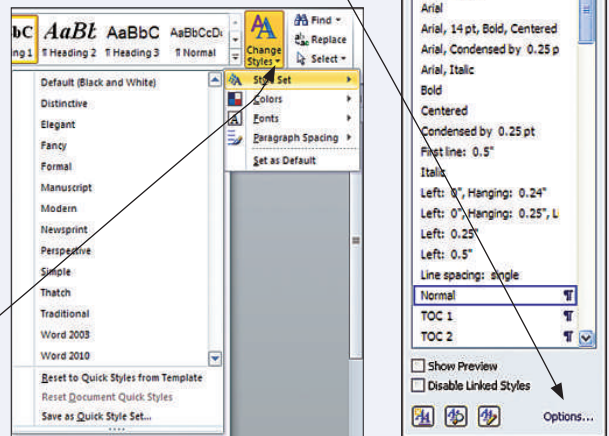 bC AaBb AaBbC AaBbCcD
ng 1 ¶ Heading 2 ¶ Heading 3 ¶ Normal
Change
Styles
Find
Replace
Select
Style Set
Colors
Fonts
Paragraph Spacing
Set as Default
Default (Black and White)
Distinctive
Elegant
Fancy
Formal
Manuscript
Modern
Newsprint
Perspective
Simple
Thatch
Traditional
Word 2003
Word 2010
Reset to Quick Styles from Template
Reset Document Quick Styles
Save as Quick Style Set...
Arial
Arial, 14 pt, Bold, Centered
Arial, Condensed by 0.25 p
Arial, Italic
Bold
Centered
Condensed by 0.25 pt
First line: 0.5"
Italic
Left: 0", Hanging: 0.24"
Left: 0", Hanging: 0.25", L
Left: 0.25"
Left: 0.5"
Line spacing: single
Normal ¶
TOC 1 ¶
TOC 2 ¶
Show Preview
Disable Linked Styles
Options...